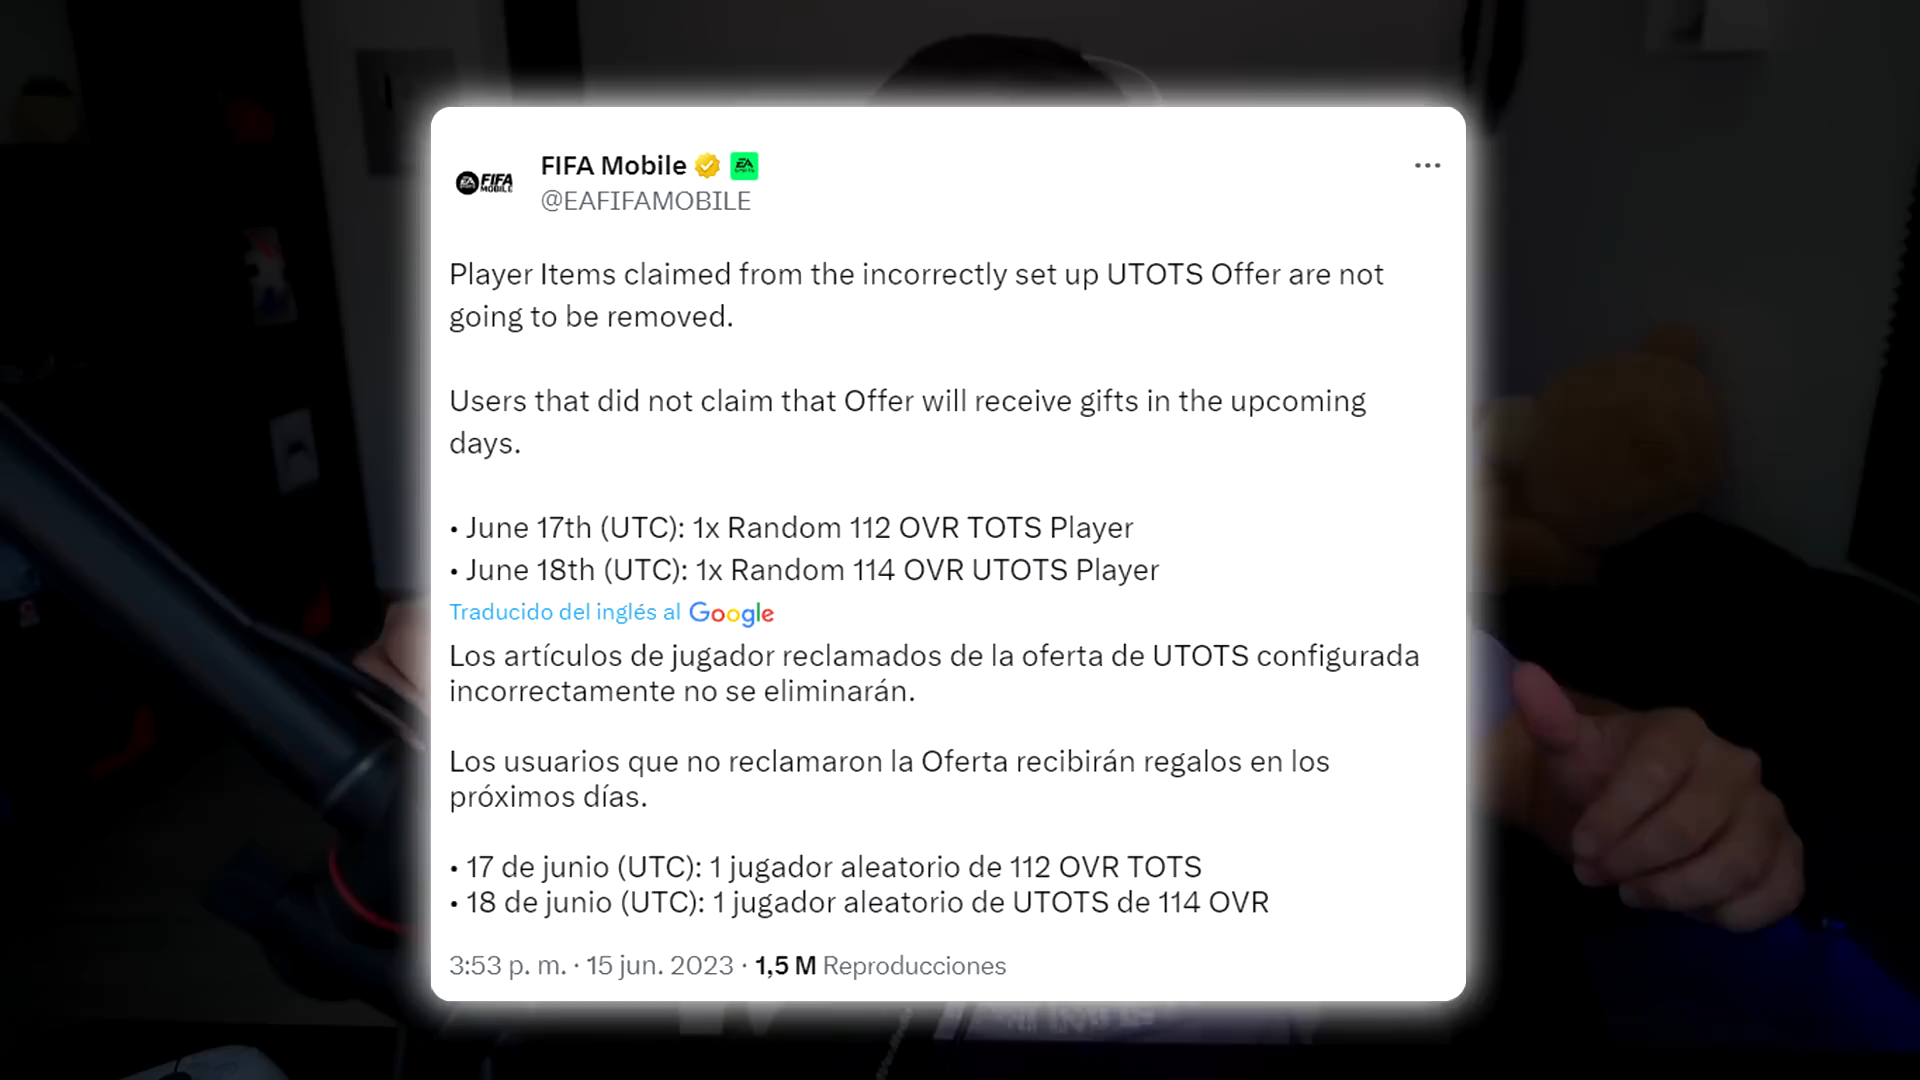 FIFA Mobile
@EAFIFAMOBILE
EA SPORTS FIFA MOBILE
Player Items claimed from the incorrectly set up UTOTS Offer are not
going to be removed.
Users that did not claim that Offer will receive gifts in the upcoming
days.
• June 17th (UTC): 1x Random 112 OVR TOTS Player
• June 18th (UTC): 1x Random 114 OVR UTOTS Player
Traducido del inglés al Google
Los artículos de jugador reclamados de la oferta de UTOTS configurada
incorrectamente no se eliminarán.
Los usuarios que no reclamaron la Oferta recibirán regalos en los
próximos días.
• 17 de junio (UTC): 1 jugador aleatorio de 112 OVR TOTS
• 18 de junio (UTC): 1 jugador aleatorio de UTOTS de 114 OVR
3:53 p. m. · 15 jun. 2023 · 1,5 M Reproducciones